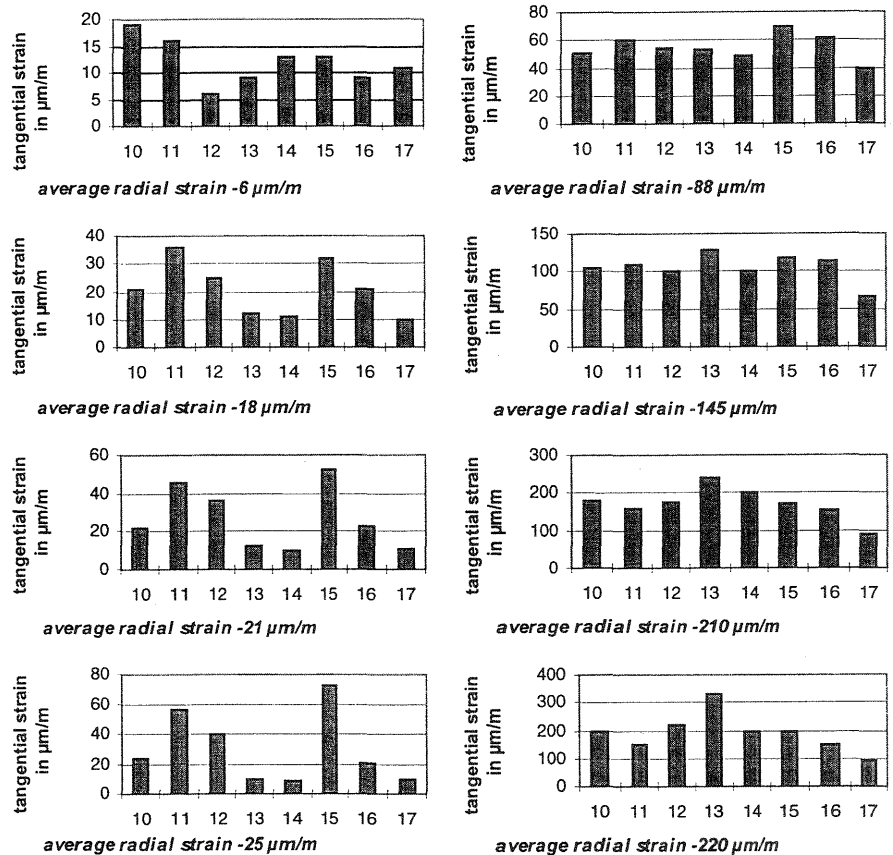 tangential strain
in µm/m
20
15
10
5
0
10 11 12 13 14 15 16 17
average radial strain -6 µm/m
tangential strain
in µm/m
80
60
40
20
0
10 11 12 13 14 15 16 17
average radial strain -88 µm/m
tangential strain
in µm/m
40
30
20
10
0
10 11 12 13 14 15 16 17
average radial strain -18 µm/m
tangential strain
in µm/m
150
100
50
0
10 11 12 13 14 15 16 17
average radial strain -145 µm/m
tangential strain
in µm/m
60
40
20
0
10 11 12 13 14 15 16 17
average radial strain -21 µm/m
tangential strain
in µm/m
300
200
100
0
10 11 12 13 14 15 16 17
average radial strain -210 µm/m
tangential strain
in µm/m
80
60
40
20
0
10 11 12 13 14 15 16 17
average radial strain -25 µm/m
tangential strain
in µm/m
400
300
200
100
0
10 11 12 13 14 15 16 17
average radial strain -220 µm/m